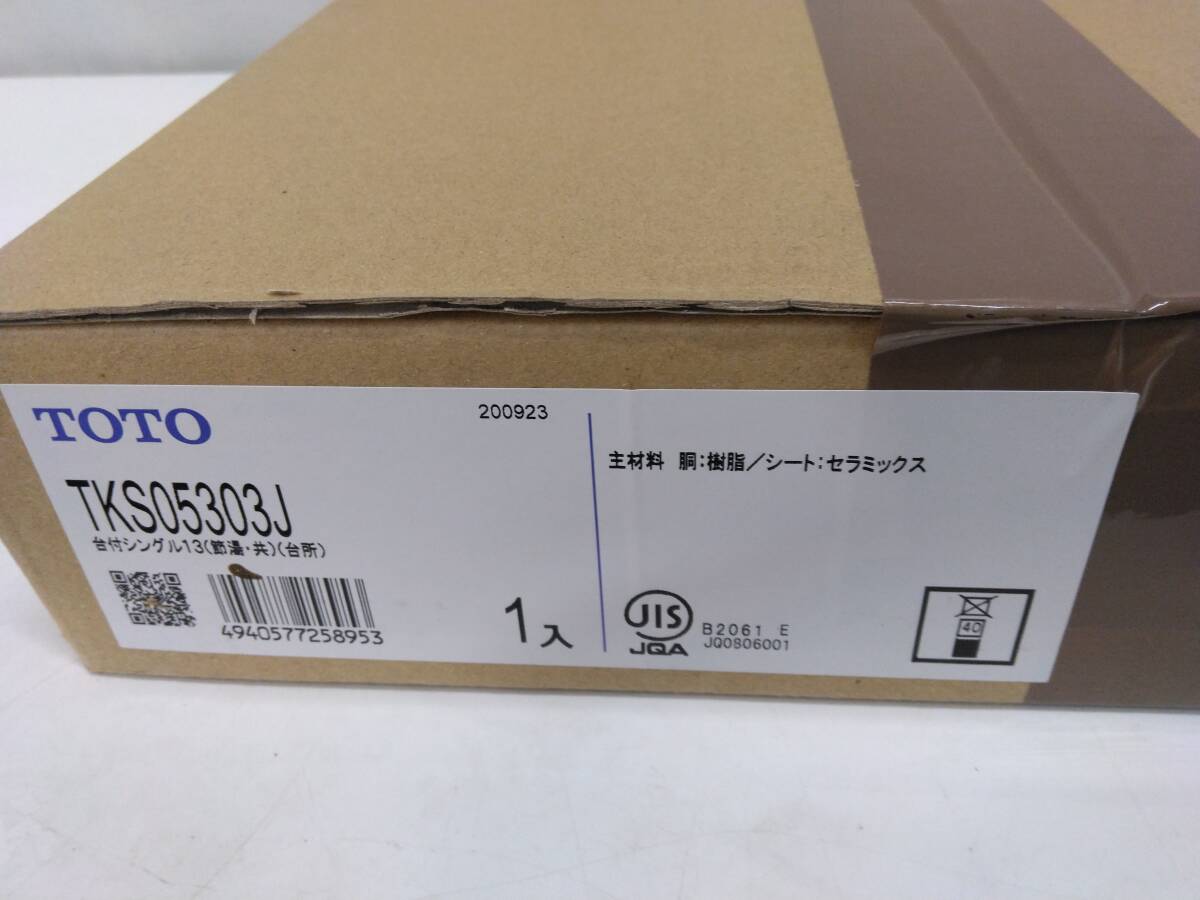 TOTO
200923
TKS05303J
台付シングル13(節湯・共)(台所)
4940577258953
1入
主材料 胴:樹脂/シート:セラミックス
JIS
JQA
B2061 E
JQ0806001
40